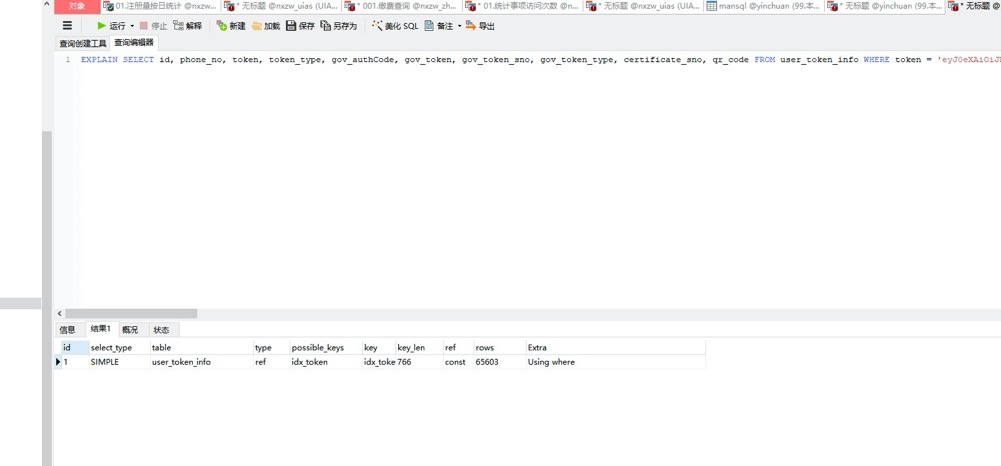 对象 01.注册量按日统计 @nxzw... * 无标题 @nxzw_uias (UIA... * 001.缴费查询 @nxzw_zh... * 01.统计事项访问次数 @n... * 无标题 @nxzw_uias (UIA... mansql @yinchuan (99.本... * 无标题 @yinchuan (99.本... * 无标题 @
运行 停止 解释 新建 加载 保存 另存为 美化 SQL 备注 导出
查询创建工具 查询编辑器
1 EXPLAIN SELECT id, phone_no, token, token_type, gov_authCode, gov_token, gov_token_sno, gov_token_type, certificate_sno, qr_code FROM user_token_info WHERE token = 'eyJ0eXAiOiJ
信息 结果1 概况 状态
id select_type table type possible_keys key key_len ref rows Extra
1 SIMPLE user_token_info ref idx_token idx_toke 766 const 65603 Using where